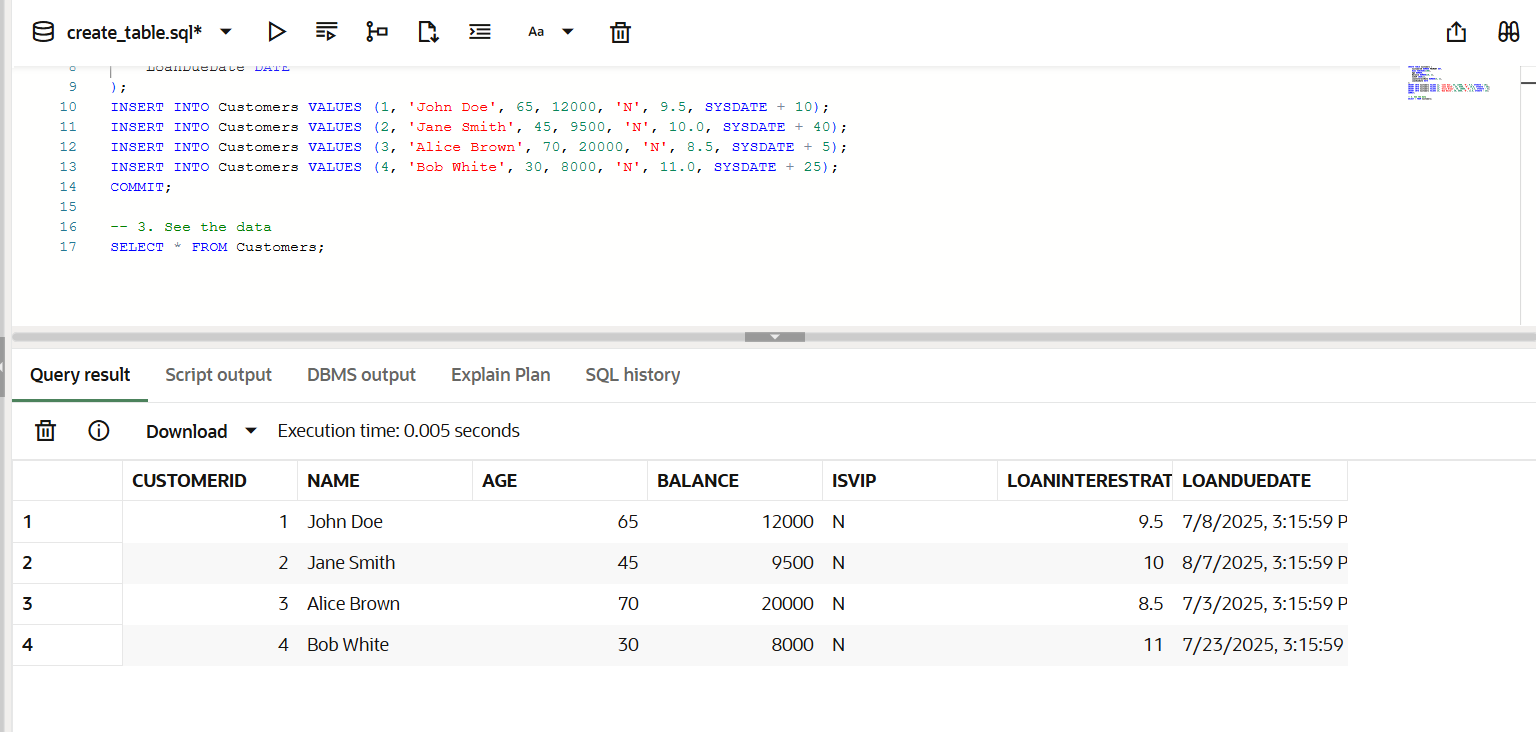 create_table.sql*
Aa
8 LoanDueDate DATE
9 );
10 INSERT INTO Customers VALUES (1, 'John Doe', 65, 12000, 'N', 9.5, SYSDATE + 10);
11 INSERT INTO Customers VALUES (2, 'Jane Smith', 45, 9500, 'N', 10.0, SYSDATE + 40);
12 INSERT INTO Customers VALUES (3, 'Alice Brown', 70, 20000, 'N', 8.5, SYSDATE + 5);
13 INSERT INTO Customers VALUES (4, 'Bob White', 30, 8000, 'N', 11.0, SYSDATE + 25);
14 COMMIT;
15
16 -- 3. See the data
17 SELECT * FROM Customers;
Query result Script output DBMS output Explain Plan SQL history
Download Execution time: 0.005 seconds
CUSTOMERID NAME AGE BALANCE ISVIP LOANINTERESTRAT LOANDUEDATE
1 1 John Doe 65 12000 N 9.5 7/8/2025, 3:15:59 P
2 2 Jane Smith 45 9500 N 10 8/7/2025, 3:15:59 P
3 3 Alice Brown 70 20000 N 8.5 7/3/2025, 3:15:59 P
4 4 Bob White 30 8000 N 11 7/23/2025, 3:15:59